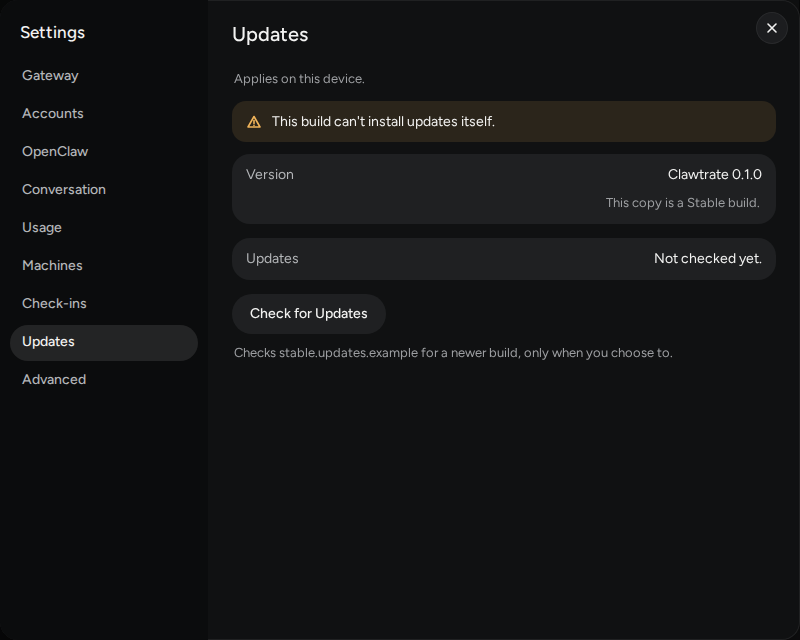 Settings
Gateway
Accounts
OpenClaw
Conversation
Usage
Machines
Check-ins
Updates
Advanced
Updates
Applies on this device.
This build can't install updates itself.
Version
Clawtrate 0.1.0
This copy is a Stable build.
Updates
Not checked yet.
Check for Updates
Checks stable.updates.example for a newer build, only when you choose to.